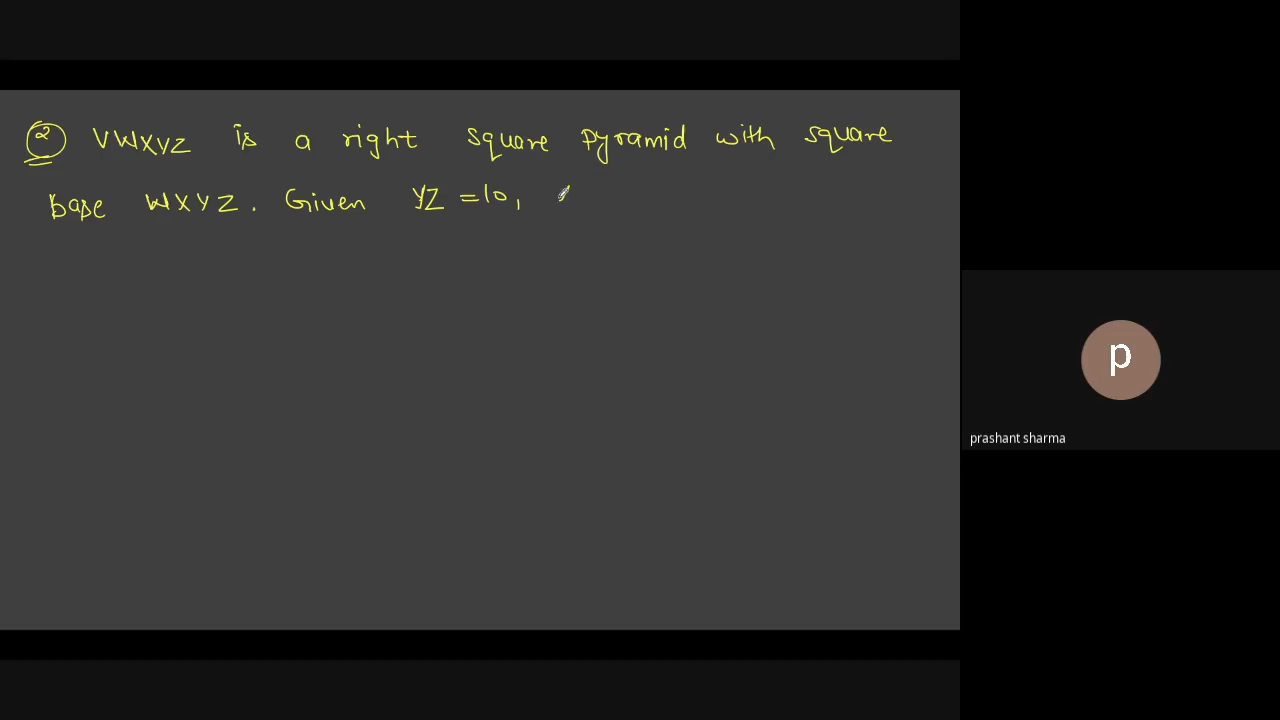 ② VWXYZ is a right square pyramid with square
base WXYZ. Given YZ = 10,
p
prashant sharma